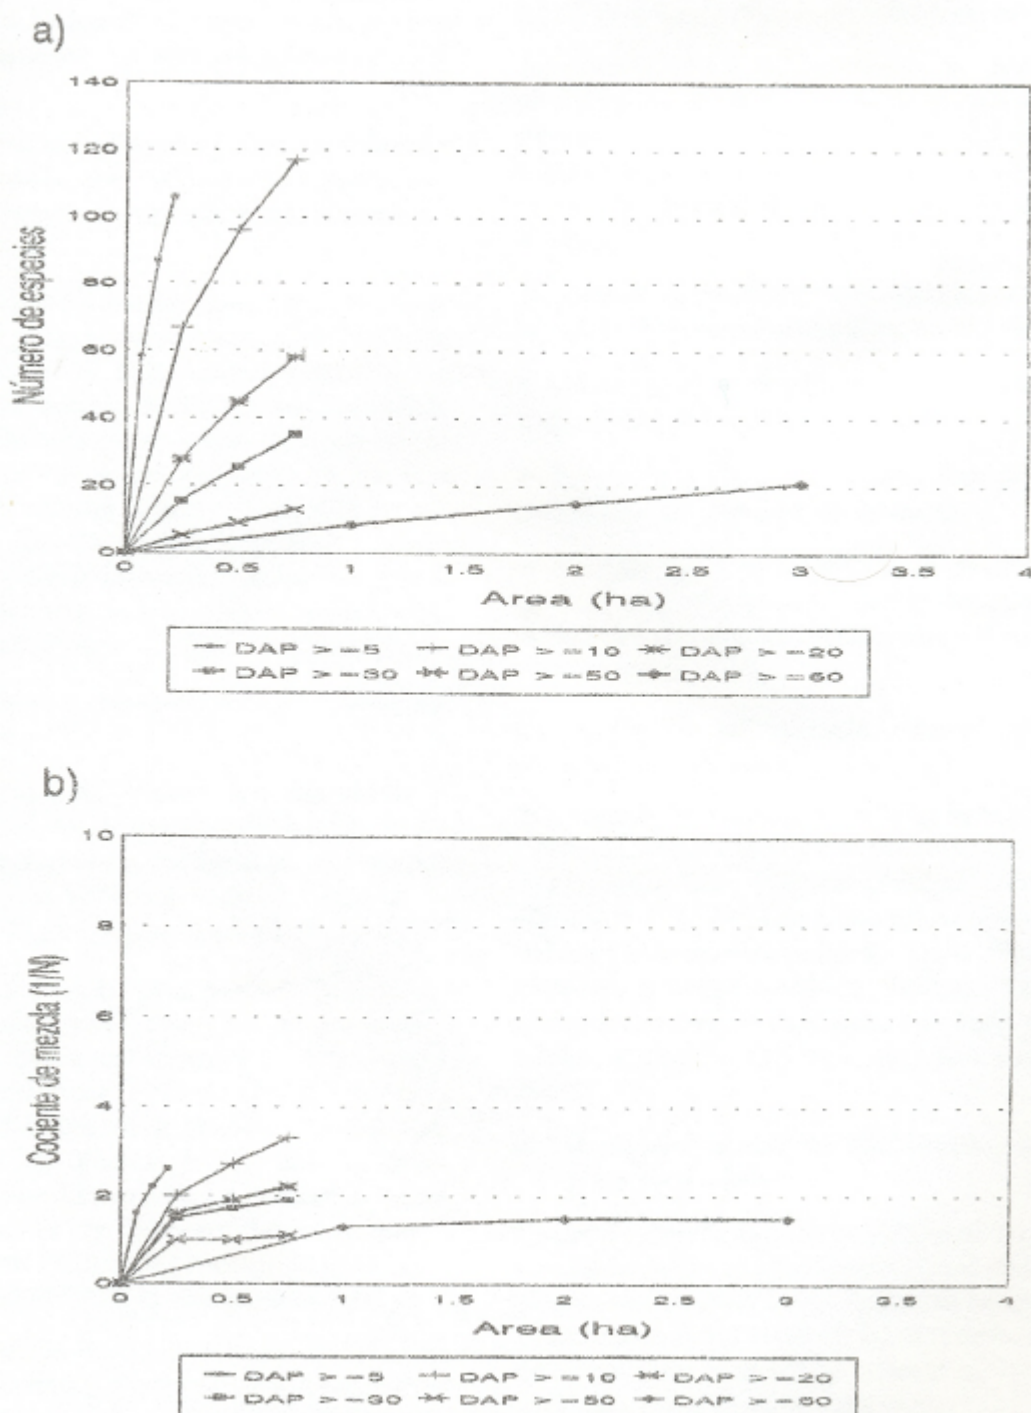 a)
140
120
100
80
60
40
20
0
Número de especies
0 0.5 1 1.5 2 2.5 3 3.5 4
Area (ha)
DAP >=5 DAP >=10 DAP >=20
DAP >=30 DAP >=50 DAP >=60
b)
10
8
6
4
2
0
Cociente de mezcla (1/N)
0 0.5 1 1.5 2 2.5 3 3.5 4
Area (ha)
DAP >=5 DAP >=10 DAP >=20
DAP >=30 DAP >=50 DAP >=60